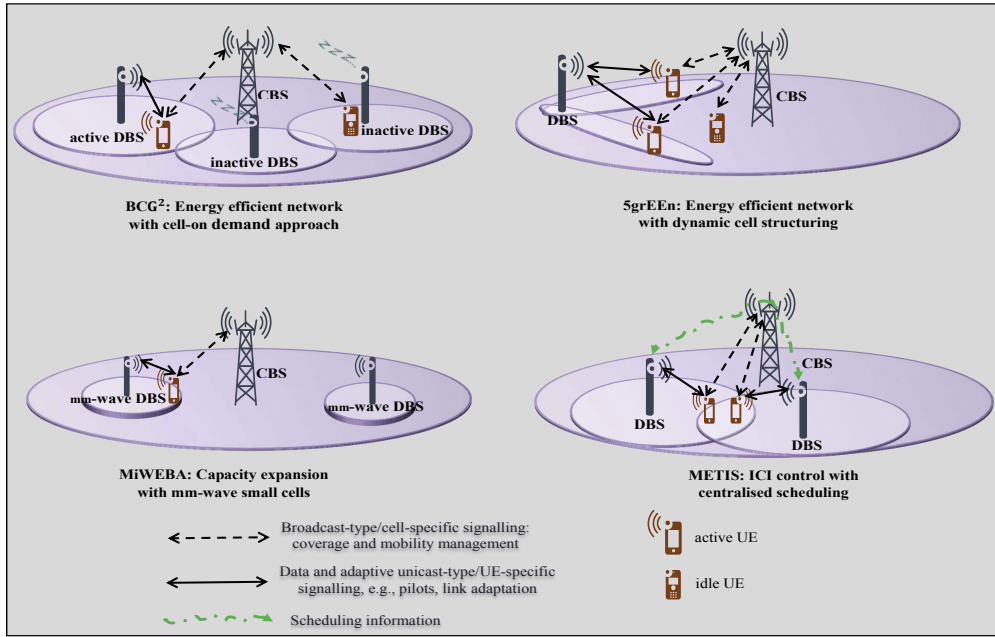 zzzz...
CBS
zzz
active DBS
inactive DBS
inactive DBS
BCG²: Energy efficient network
with cell-on demand approach
CBS
DBS
5grEEn: Energy efficient network
with dynamic cell structuring
CBS
mm-wave DBS
mm-wave DBS
MiWEBA: Capacity expansion
with mm-wave small cells
CBS
DBS
DBS
METIS: ICI control with
centralised scheduling
Broadcast-type/cell-specific signalling:
coverage and mobility management
active UE
Data and adaptive unicast-type/UE-specific
signalling, e.g., pilots, link adaptation
idle UE
Scheduling information